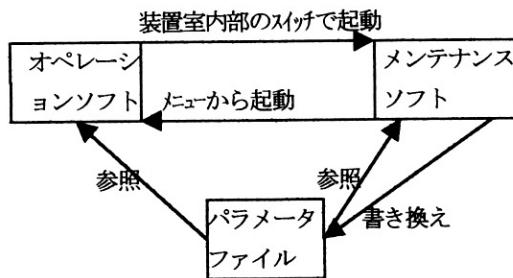 装置室内部のスイッチで起動
オペレーシ
ョンソフト
メニューから起動
メンテナンス
ソフト
参照
参照
書き換え
パラメータ
ファイル